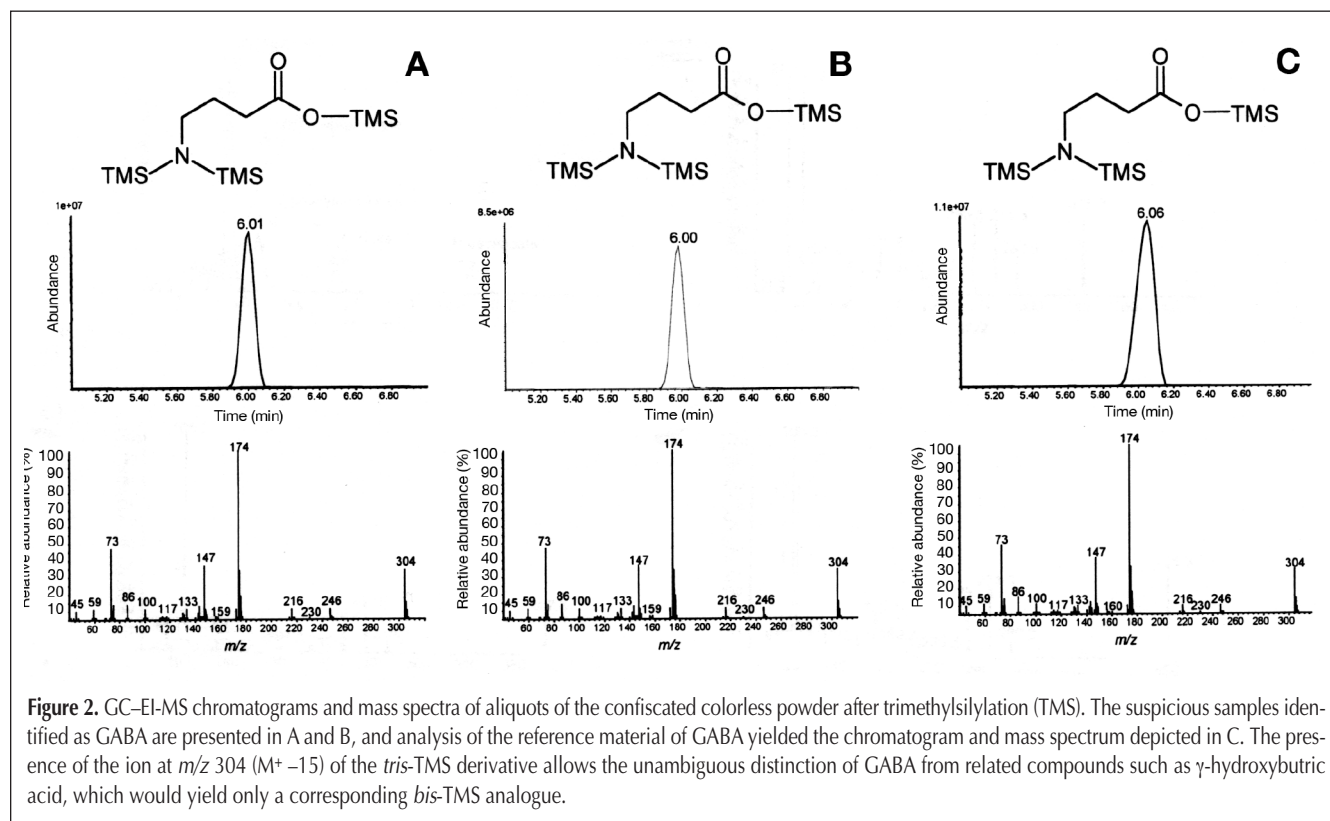 A
B
C
O
O—TMS
N
TMS TMS
O
O—TMS
N
TMS TMS
O
O—TMS
N
TMS TMS
1e+07
6.01
Abundance
5.20 5.40 5.60 5.80 6.00 6.20 6.40 6.60 6.80
Time (min)
8.5e+06
6.00
Abundance
5.20 5.40 5.60 5.80 6.00 6.20 6.40 6.60 6.80
Time (min)
1.1e+07
6.06
Abundance
5.20 5.40 5.60 5.80 6.00 6.20 6.40 6.60 6.80
Time (min)
Relative abundance (%)
100
90
80
70
60
50
40
30
20
10
174
73
147
304
45 59 86 100 117 133 159 216 230 246
60 80 100 120 140 160 180 200 220 240 260 280 300
m/z
Relative abundance (%)
100
90
80
70
60
50
40
30
20
10
174
73
147
304
45 59 86 100 117 133 159 216 230 246
60 80 100 120 140 160 180 200 220 240 260 280 300
m/z
Relative abundance (%)
100
90
80
70
60
50
40
30
20
10
174
73
147
304
45 59 86 100 117 133 160 216 230 246
60 80 100 120 140 160 180 200 220 240 260 280 300
m/z
Figure 2. GC–EI-MS chromatograms and mass spectra of aliquots of the confiscated colorless powder after trimethylsilylation (TMS). The suspicious samples iden-
tified as GABA are presented in A and B, and analysis of the reference material of GABA yielded the chromatogram and mass spectrum depicted in C. The pres-
ence of the ion at m/z 304 (M⁺ –15) of the tris-TMS derivative allows the unambiguous distinction of GABA from related compounds such as γ-hydroxybutric
acid, which would yield only a corresponding bis-TMS analogue.